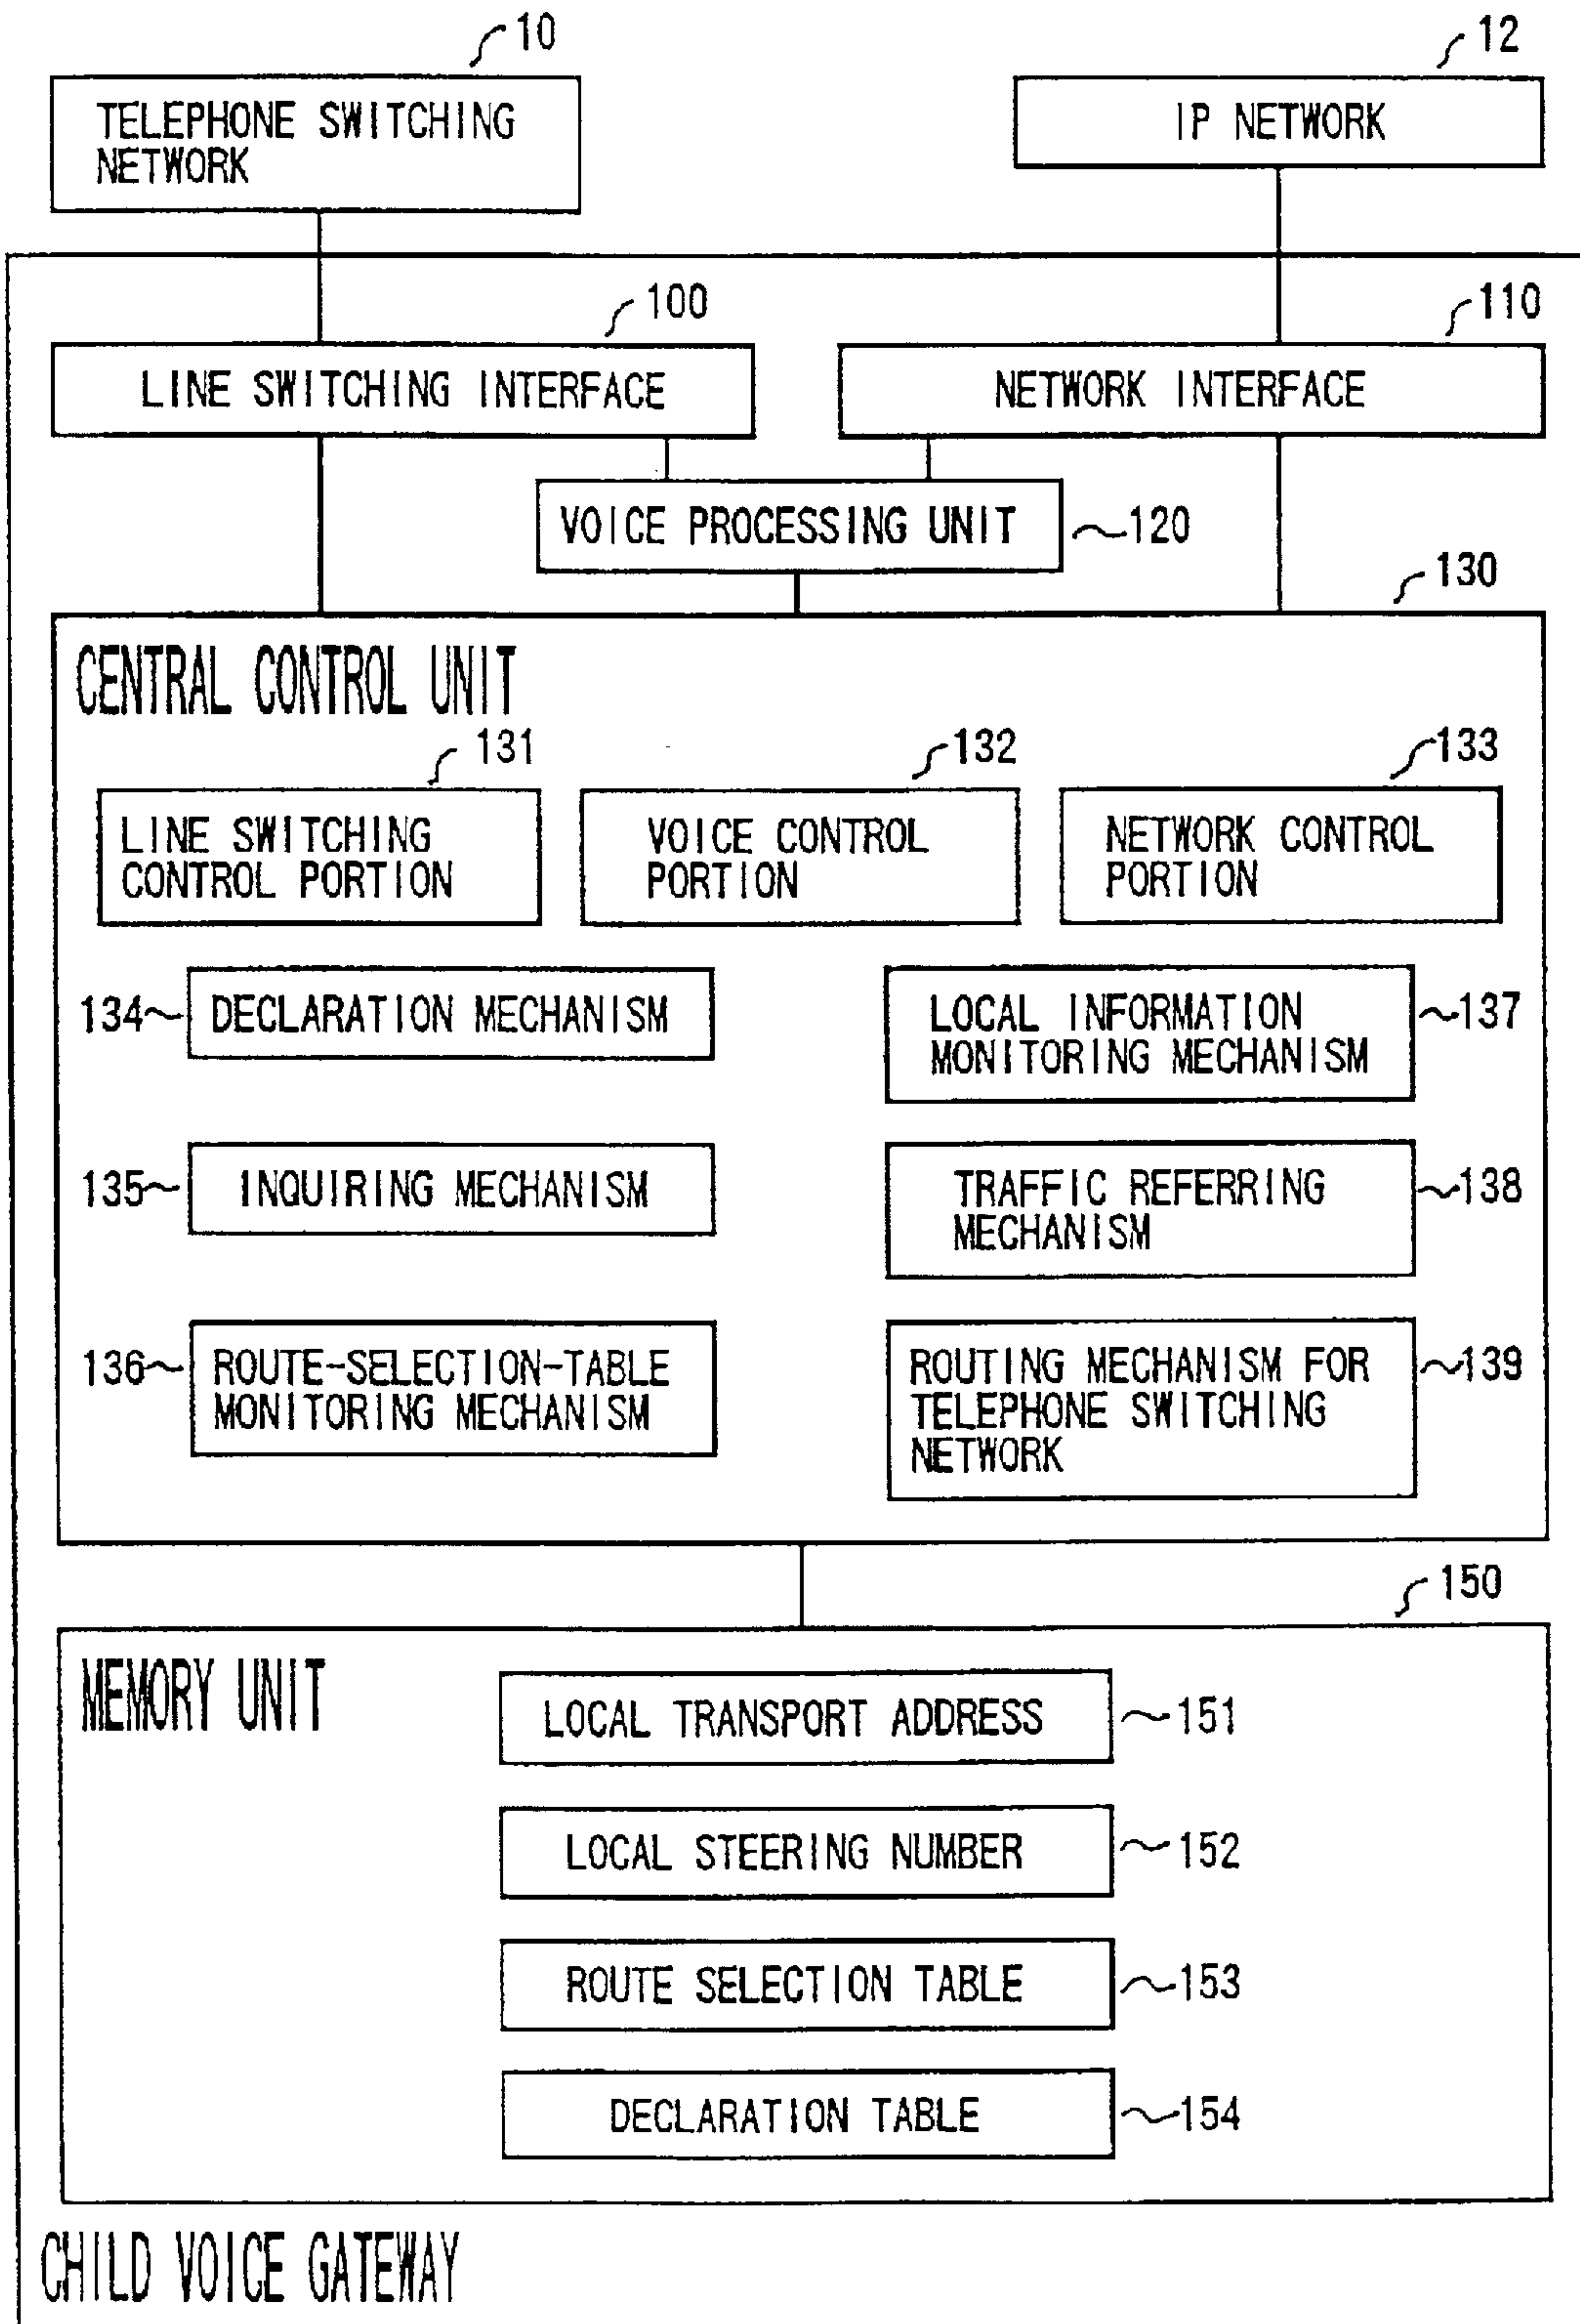 10
12
TELEPHONE SWITCHING
NETWORK
IP NETWORK
100
110
LINE SWITCHING INTERFACE
NETWORK INTERFACE
VOICE PROCESSING UNIT
120
130
CENTRAL CONTROL UNIT
131
132
133
LINE SWITCHING
CONTROL PORTION
VOICE CONTROL
PORTION
NETWORK CONTROL
PORTION
134
DECLARATION MECHANISM
LOCAL INFORMATION
MONITORING MECHANISM
137
135
INQUIRING MECHANISM
TRAFFIC REFERRING
MECHANISM
138
136
ROUTE-SELECTION-TABLE
MONITORING MECHANISM
ROUTING MECHANISM FOR
TELEPHONE SWITCHING
NETWORK
139
150
MEMORY UNIT
LOCAL TRANSPORT ADDRESS
151
LOCAL STEERING NUMBER
152
ROUTE SELECTION TABLE
153
DECLARATION TABLE
154
CHILD VOICE GATEWAY